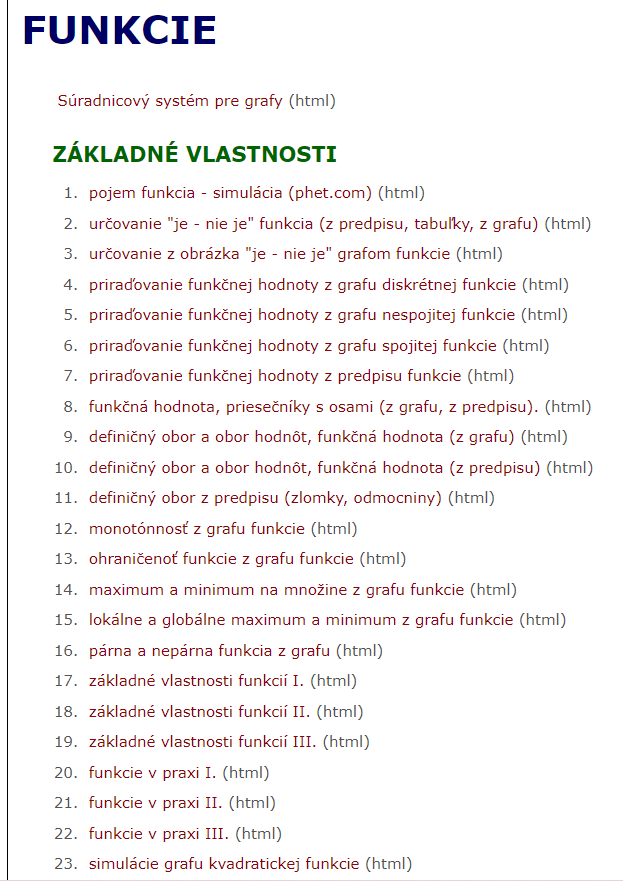 FUNKCIE
Súradnicový systém pre grafy (html)
ZÁKLADNÉ VLASTNOSTI
1. pojem funkcia - simulácia (phet.com) (html)
2. určovanie "je - nie je" funkcia (z predpisu, tabuľky, z grafu) (html)
3. určovanie z obrázka "je - nie je" grafom funkcie (html)
4. priraďovanie funkčnej hodnoty z grafu diskrétnej funkcie (html)
5. priraďovanie funkčnej hodnoty z grafu nespojitej funkcie (html)
6. priraďovanie funkčnej hodnoty z grafu spojitej funkcie (html)
7. priraďovanie funkčnej hodnoty z predpisu funkcie (html)
8. funkčná hodnota, priesečníky s osami (z grafu, z predpisu). (html)
9. definičný obor a obor hodnôt, funkčná hodnota (z grafu) (html)
10. definičný obor a obor hodnôt, funkčná hodnota (z predpisu) (html)
11. definičný obor z predpisu (zlomky, odmocniny) (html)
12. monotónnosť z grafu funkcie (html)
13. ohraničenoť funkcie z grafu funkcie (html)
14. maximum a minimum na množine z grafu funkcie (html)
15. lokálne a globálne maximum a minimum z grafu funkcie (html)
16. párna a nepárna funkcia z grafu (html)
17. základné vlastnosti funkcií I. (html)
18. základné vlastnosti funkcií II. (html)
19. základné vlastnosti funkcií III. (html)
20. funkcie v praxi I. (html)
21. funkcie v praxi II. (html)
22. funkcie v praxi III. (html)
23. simulácie grafu kvadratickej funkcie (html)